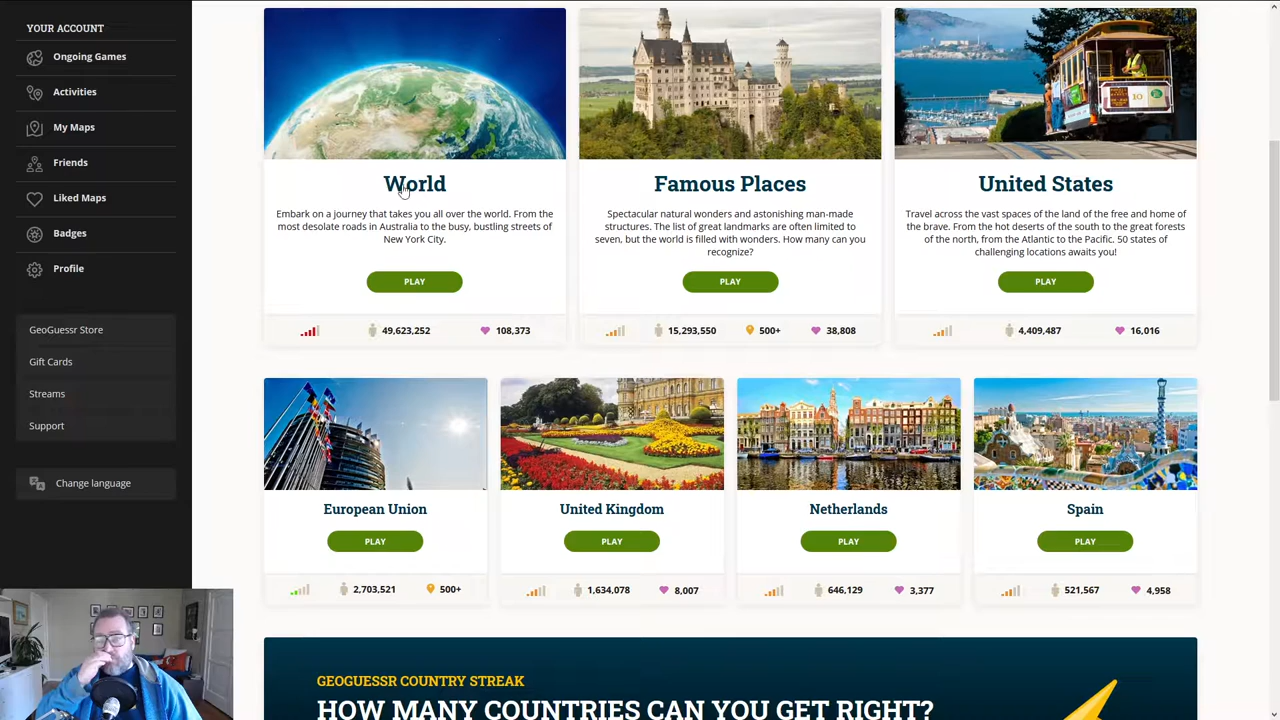 YOUR ACCOUNT
Ongoing Games
Activities
My Maps
Friends
Liked Maps
Badges
Profile
GeoGuessr Store
Gift Cards
Streams
Support
Change language
World
Embark on a journey that takes you all over the world. From the
most desolate roads in Australia to the busy, bustling streets of
New York City.
PLAY
49,623,252
108,373
Famous Places
Spectacular natural wonders and astonishing man-made
structures. The list of great landmarks are often limited to
seven, but the world is filled with wonders. How many can you
recognize?
PLAY
15,293,550
500+
38,808
10
United States
Travel across the vast spaces of the land of the free and home of
the brave. From the hot deserts of the south to the great forests
of the north, from the Atlantic to the Pacific. 50 states of
challenging locations awaits you!
PLAY
4,409,487
16,016
European Union
PLAY
2,703,521
500+
United Kingdom
PLAY
1,634,078
8,007
Netherlands
PLAY
646,129
3,377
Spain
PLAY
521,567
4,958
GEOGUESSR COUNTRY STREAK
HOW MANY COUNTRIES CAN YOU GET RIGHT?